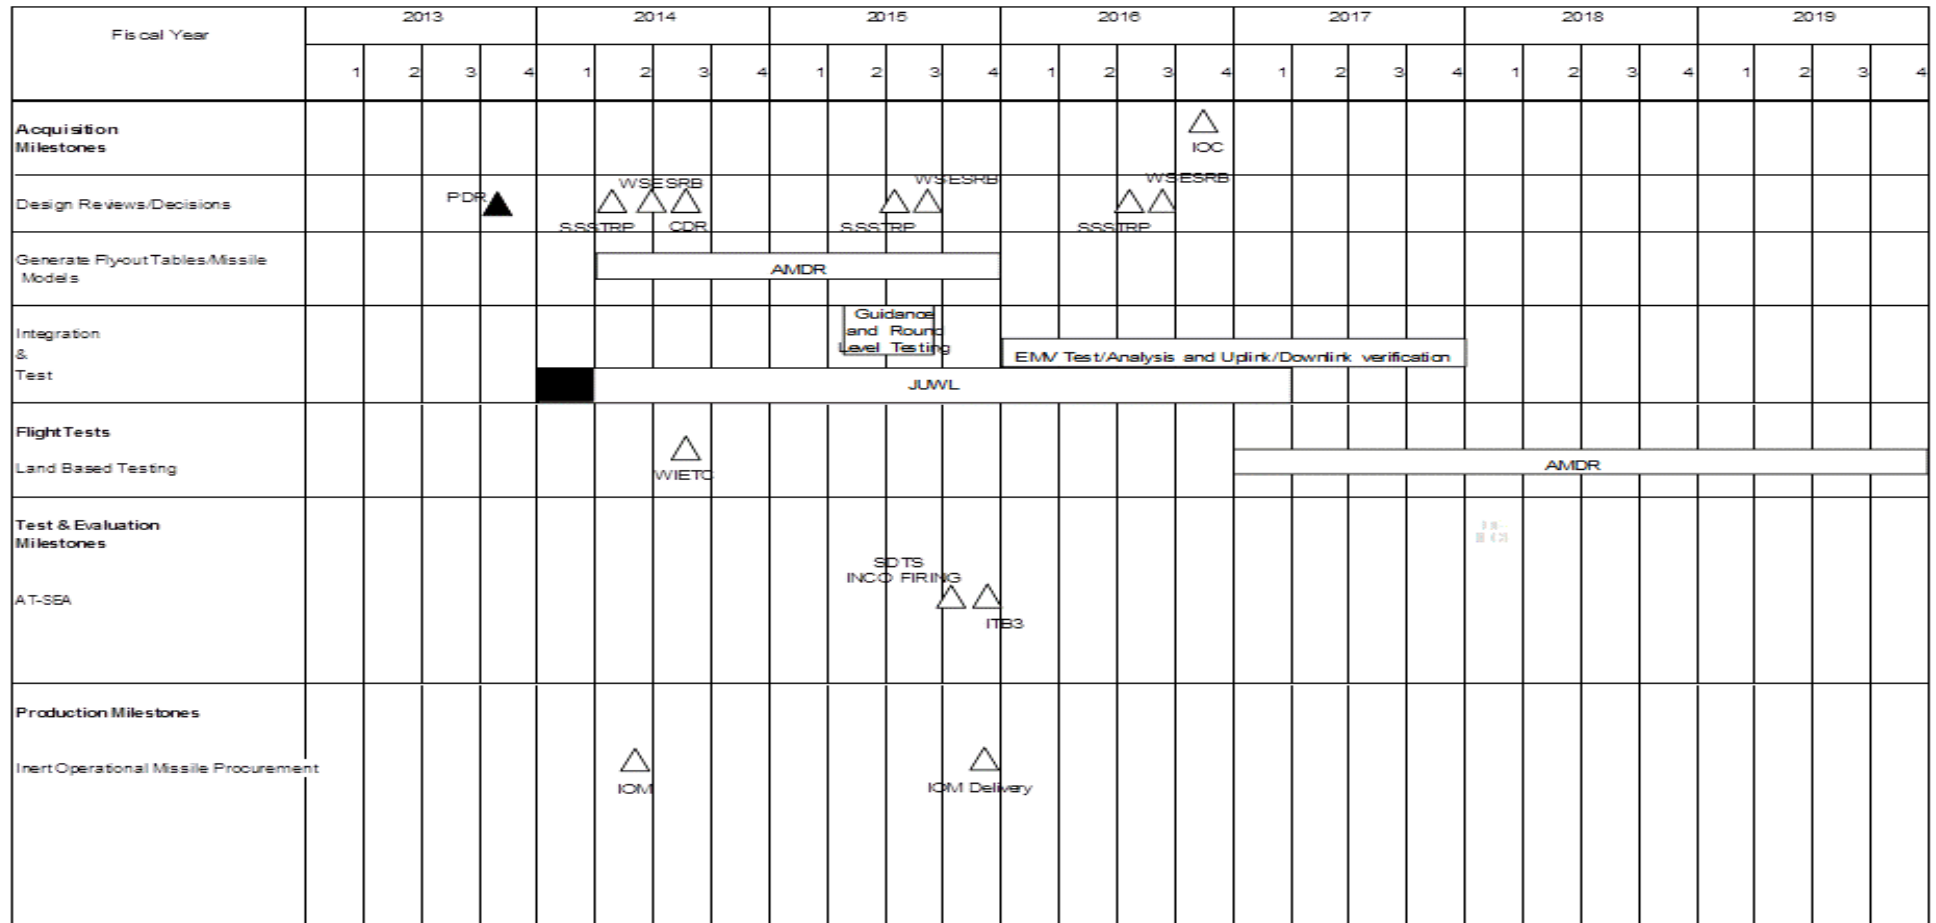 Fiscal Year
2013 2014 2015 2016 2017 2018 2019
1 2 3 4 1 2 3 4 1 2 3 4 1 2 3 4 1 2 3 4 1 2 3 4 1 2 3 4
Acquisition
Milestones
IOC
Design Reviews/Decisions
PDR
WSESRB
SSSTRP
CDR
WSESRB
SSSTRP
WSESRB
SSSTRP
Generate Fly-out Tables/Missile
Models
AMDR
Integration
&
Test
Guidance
and Round
Level Testing
EMV Test/Analysis and Uplink/Downlink verification
JUWL
Flight Tests
Land Based Testing
WIETC
AMDR
Test & Evaluation
Milestones
AT-SEA
SDTS
INCO FIRING
ITB3
Production Milestones
Inert Operational Missile Procurement
IOM
IOM Delivery